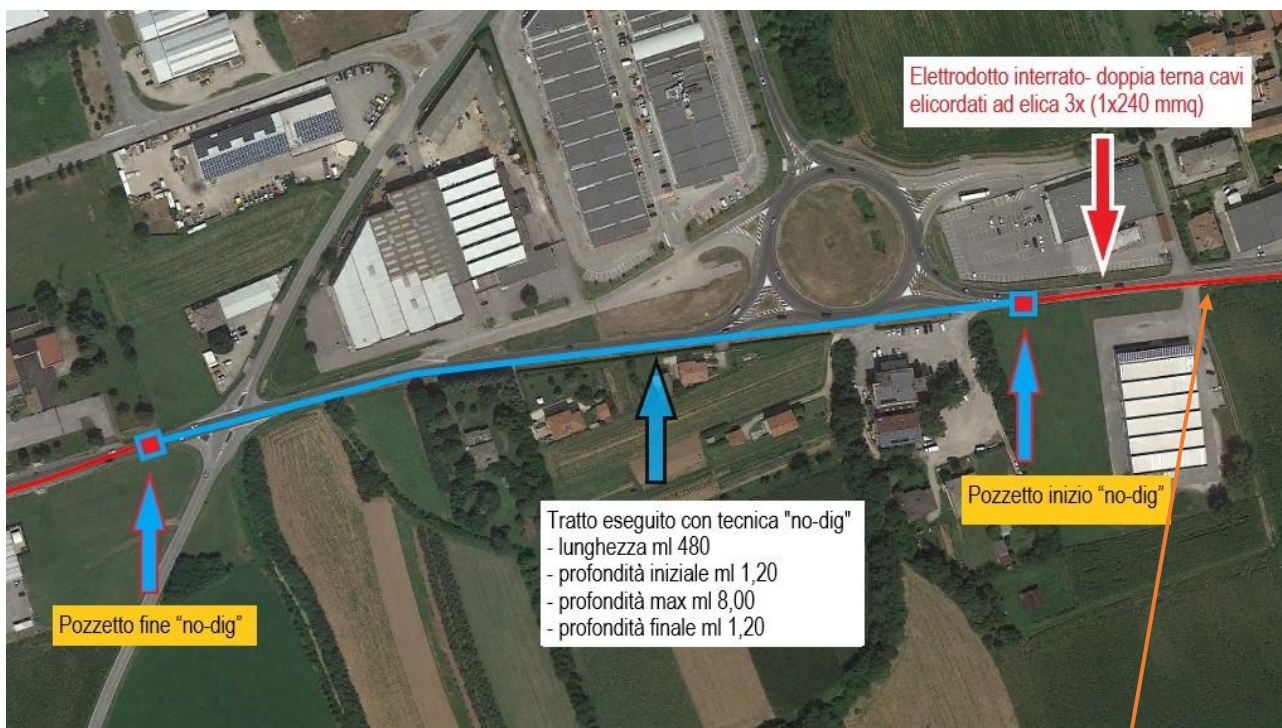 Elettrodotto interrato- doppia terna cavi
elicordati ad elica 3x (1x240 mmq)
Pozzetto inizio “no-dig”
Tratto eseguito con tecnica "no-dig"
- lunghezza ml 480
- profondità iniziale ml 1,20
- profondità max ml 8,00
- profondità finale ml 1,20
Pozzetto fine “no-dig”